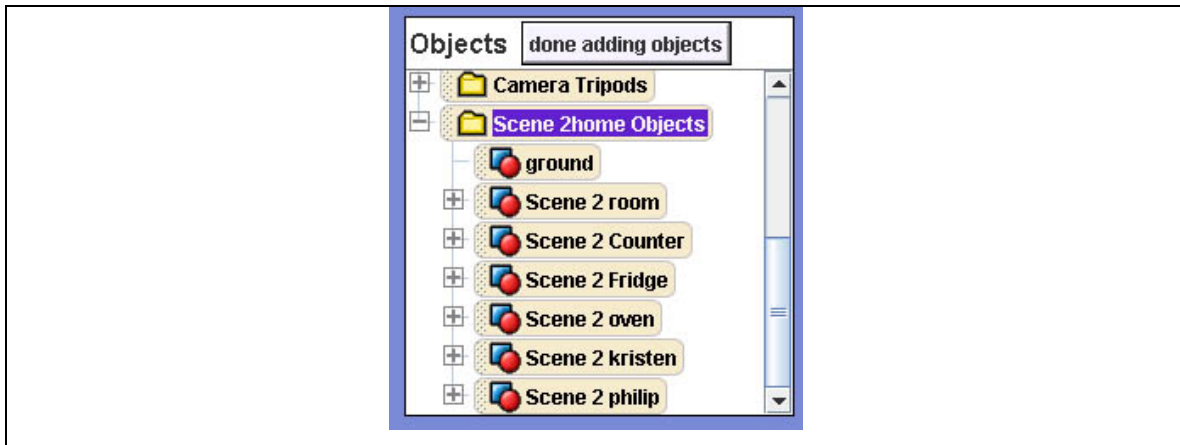 Objects done adding objects
Camera Tripods
Scene 2home Objects
ground
Scene 2 room
Scene 2 Counter
Scene 2 Fridge
Scene 2 oven
Scene 2 kristen
Scene 2 philip